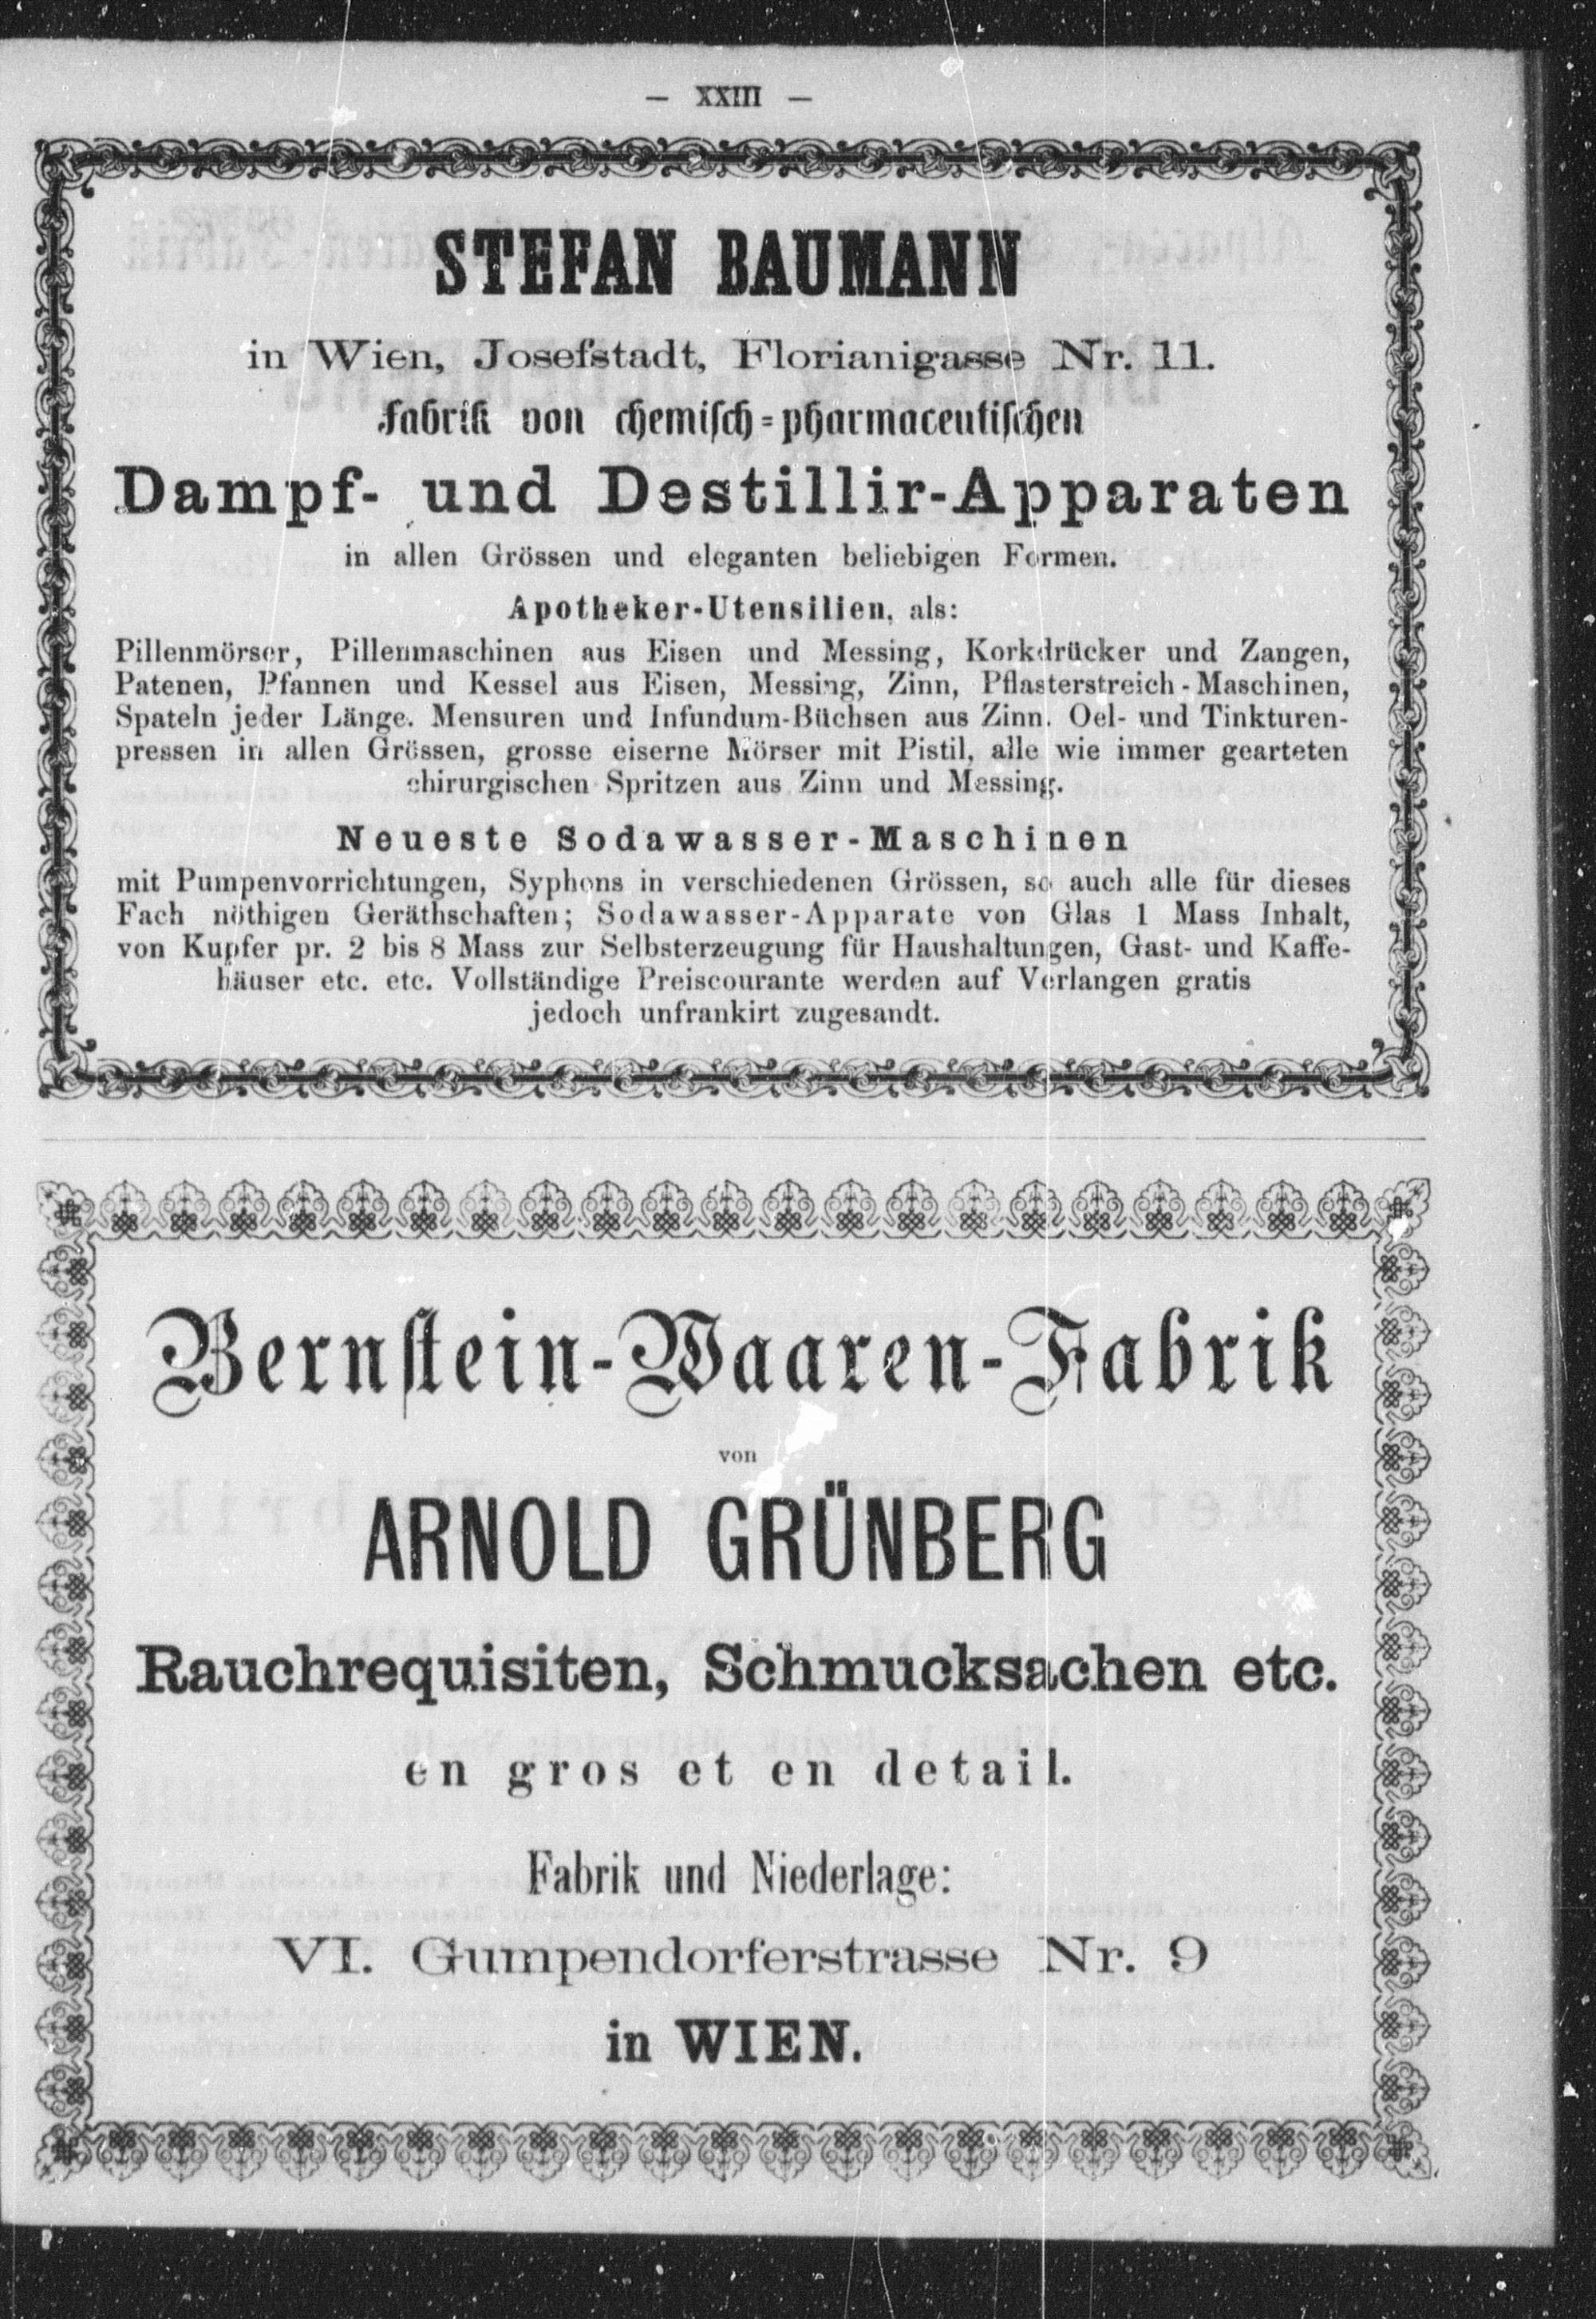 — XXIII —
STEFAN BAUMANN
in Wien, Josefstadt, Florianigasse Nr. 11.
Fabrik von chemisch-pharmaceutischen
Dampf- und Destillir-Apparaten
in allen Grössen und eleganten beliebigen Formen.
Apotheker-Utensilien, als:
Pillenmörser, Pillenmaschinen aus Eisen und Messing, Korkdrücker und Zangen,
Patenen, Pfannen und Kessel aus Eisen, Messing, Zinn, Pflasterstreich-Maschinen,
Spateln jeder Länge. Mensuren und Infundum-Büchsen aus Zinn. Oel- und Tinkturen-
pressen in allen Grössen, grosse eiserne Mörser mit Pistil, alle wie immer gearteten
chirurgischen Spritzen aus Zinn und Messing.
Neueste Sodawasser-Maschinen
mit Pumpenvorrichtungen, Syphons in verschiedenen Grössen, so auch alle für dieses
Fach nöthigen Geräthschaften; Sodawasser-Apparate von Glas 1 Mass Inhalt,
von Kupfer pr. 2 bis 8 Mass zur Selbsterzeugung für Haushaltungen, Gast- und Kaffe-
häuser etc. etc. Vollständige Preiscourante werden auf Verlangen gratis
jedoch unfrankirt zugesandt.
Bernstein-Waaren-Fabrik
von
ARNOLD GRÜNBERG
Rauchrequisiten, Schmucksachen etc.
en gros et en detail.
Fabrik und Niederlage:
VI. Gumpendorferstrasse Nr. 9
in WIEN.